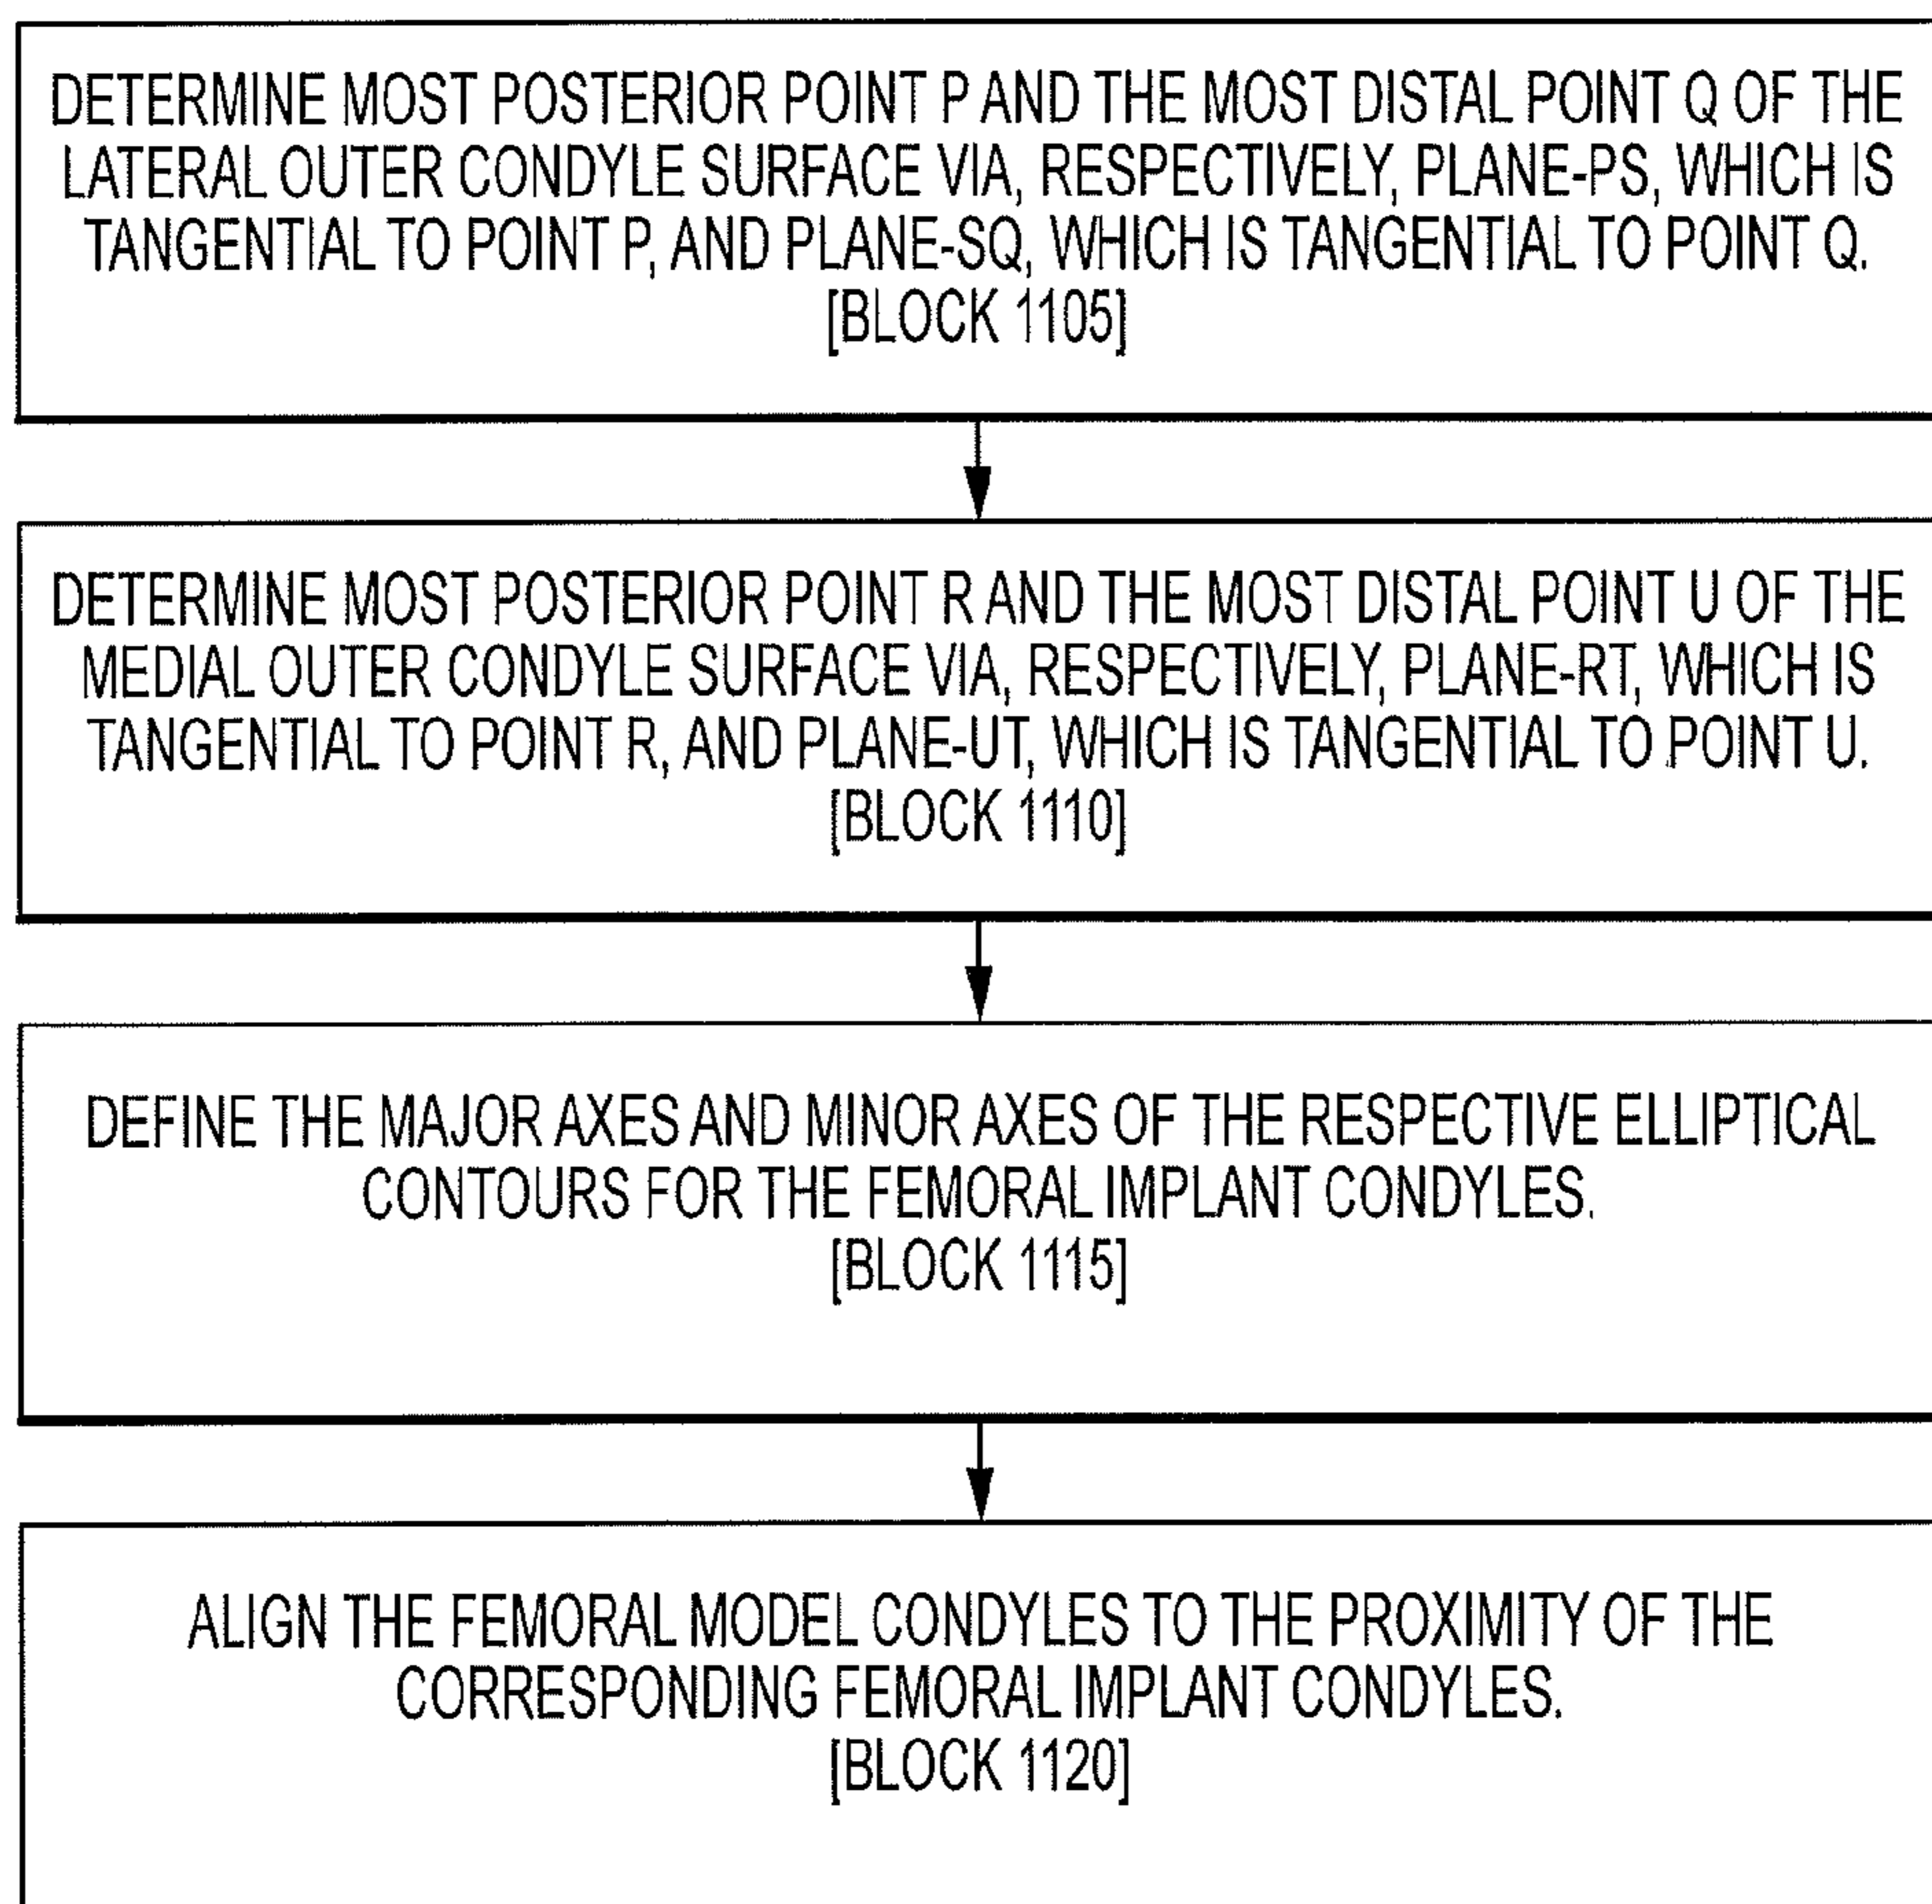 DETERMINE MOST POSTERIOR POINT P AND THE MOST DISTAL POINT Q OF THE
LATERAL OUTER CONDYLE SURFACE VIA, RESPECTIVELY, PLANE-PS, WHICH IS
TANGENTIAL TO POINT P, AND PLANE-SQ, WHICH IS TANGENTIAL TO POINT Q.
[BLOCK 1105]
DETERMINE MOST POSTERIOR POINT R AND THE MOST DISTAL POINT U OF THE
MEDIAL OUTER CONDYLE SURFACE VIA, RESPECTIVELY, PLANE-RT, WHICH IS
TANGENTIAL TO POINT R, AND PLANE-UT, WHICH IS TANGENTIAL TO POINT U.
[BLOCK 1110]
DEFINE THE MAJOR AXES AND MINOR AXES OF THE RESPECTIVE ELLIPTICAL
CONTOURS FOR THE FEMORAL IMPLANT CONDYLES.
[BLOCK 1115]
ALIGN THE FEMORAL MODEL CONDYLES TO THE PROXIMITY OF THE
CORRESPONDING FEMORAL IMPLANT CONDYLES.
[BLOCK 1120]